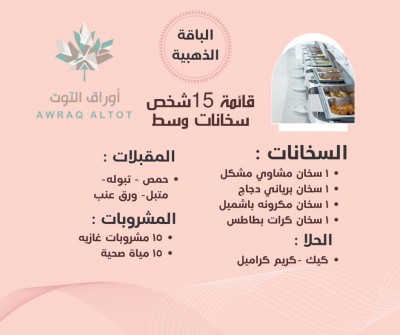 الباقة
الذهبية
أوراق التوت
AWRAQ ALTOT
قائمة 15 شخص
سخانات وسط
السخانات :
١ سخان مشاوي مشكل
١ سخان برياني دجاج
١ سخان مكرونه باشميل
١ سخان كرات بطاطس
الحلا :
كيك -كريم كراميل
المقبلات :
حمص - تبوله-
متبل- ورق عنب
المشروبات :
١٥ مشروبات غازيه
١٥ مياة صحية